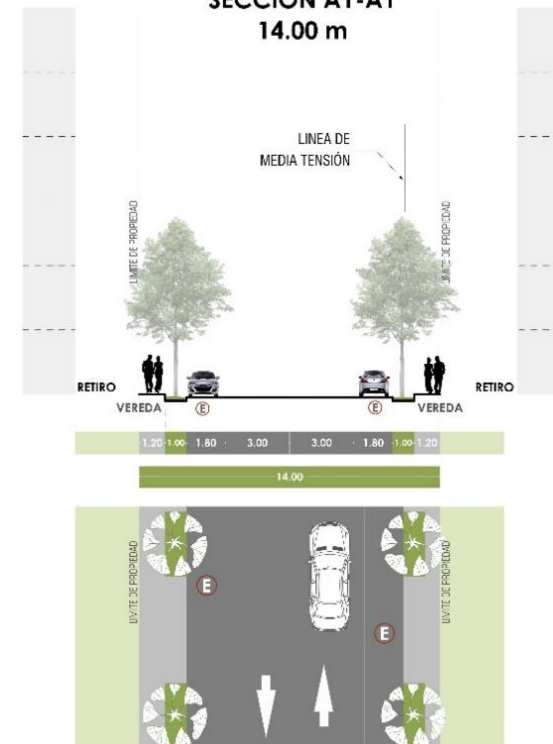 SECCIÓN A1-A1
14.00 m
LINEA DE
MEDIA TENSIÓN
LIMITE DE PROPIEDAD
LIMITE DE PROPIEDAD
RETIRO
RETIRO
VEREDA
E
E
VEREDA
1.20 1.00 1.80 3.00 3.00 1.80 1.00 1.20
14.00
LIMITE DE PROPIEDAD
LIMITE DE PROPIEDAD
E
E